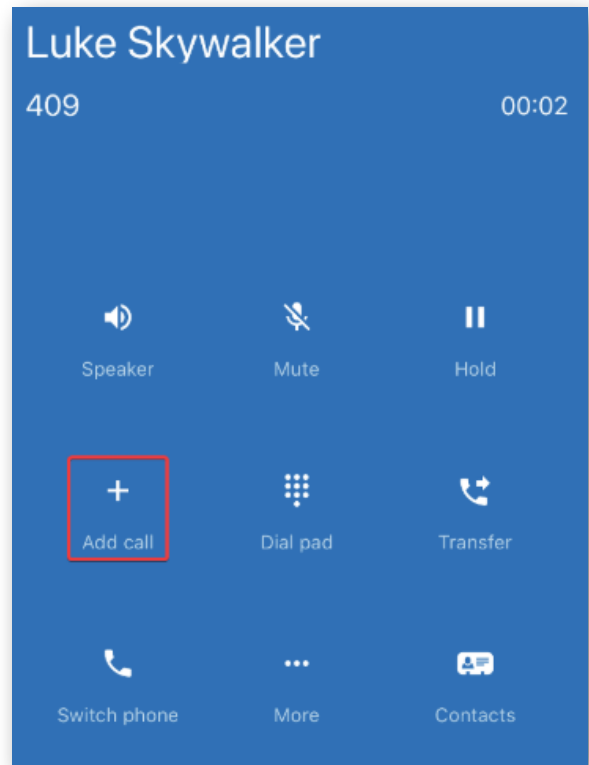 Luke Skywalker
409 00:02
Speaker Mute Hold
Add call Dial pad Transfer
Switch phone More Contacts